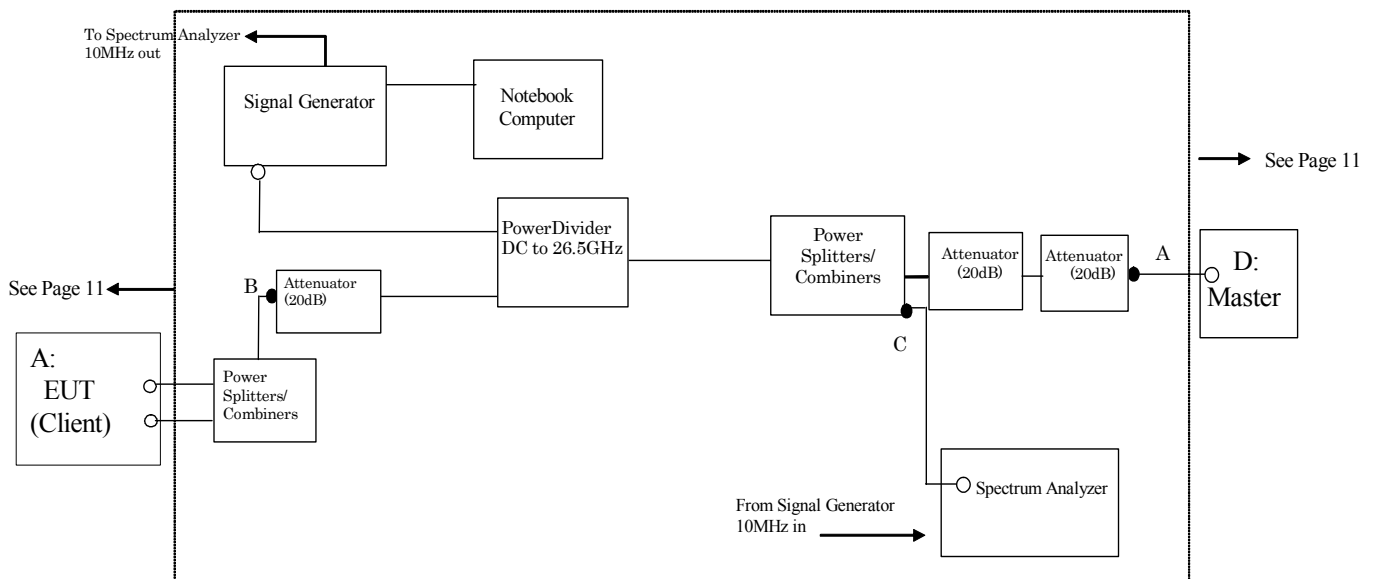 To Spectrum Analyzer
10MHz out
Signal Generator
Notebook
Computer
See Page 11
PowerDivider
DC to 26.5GHz
Power
Splitters/
Combiners
Attenuator
(20dB)
Attenuator
(20dB)
A
D:
Master
See Page 11
B
Attenuator
(20dB)
C
A:
EUT
(Client)
Power
Splitters/
Combiners
Spectrum Analyzer
From Signal Generator
10MHz in